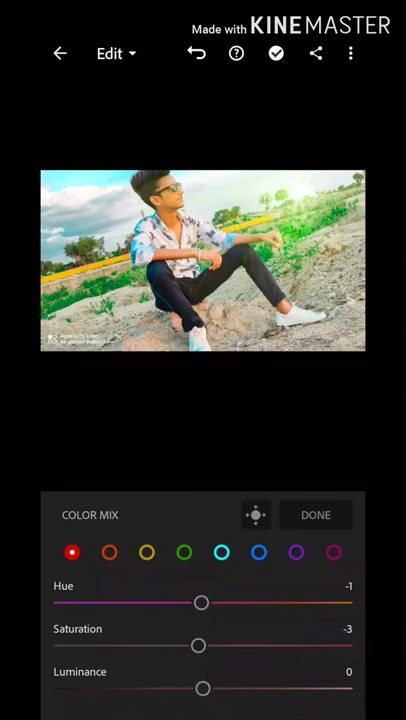 Made with KINEMASTER
Edit
COLOR MIX
DONE
Hue -1
Saturation -3
Luminance 0